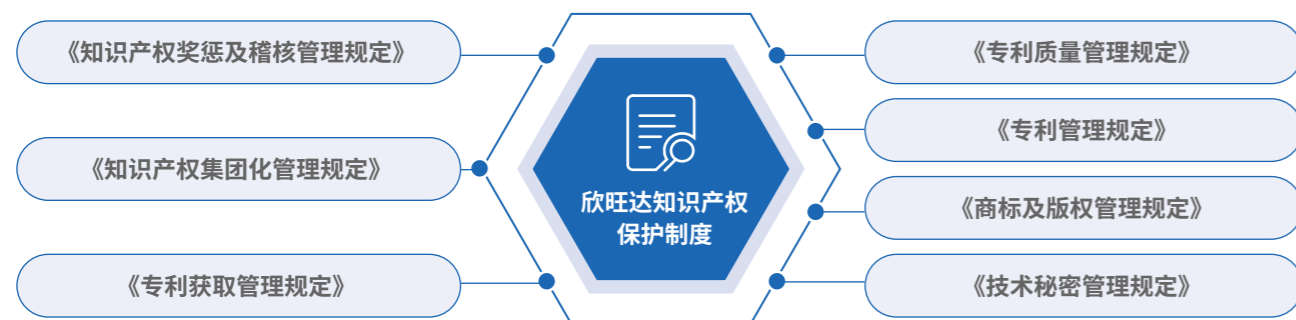 《知识产权奖惩及稽核管理规定》
《知识产权集团化管理规定》
《专利获取管理规定》
欣旺达知识产权
保护制度
《专利质量管理规定》
《专利管理规定》
《商标及版权管理规定》
《技术秘密管理规定》